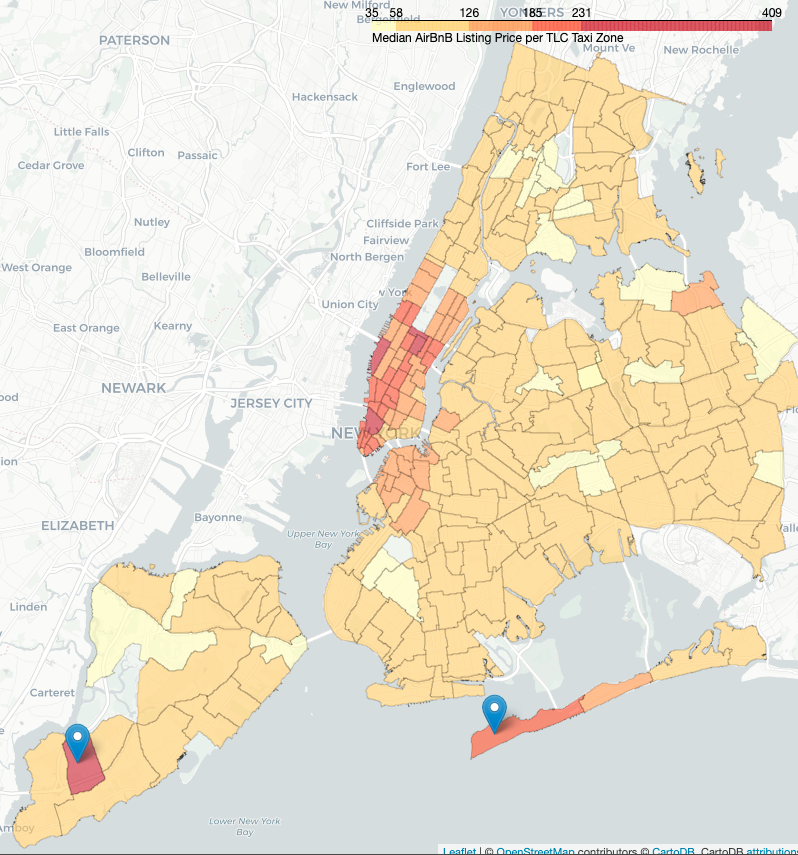 New Milford
Bergenfield
YONKERS
35 58 126 185 231 409
Median AirBnB Listing Price per TLC Taxi Zone
PATERSON
Mount Ve
New Rochelle
Englewood
Hackensack
Little Falls
Clifton
Passaic
Cedar Grove
Fort Lee
Nutley
Cliffside Park
Fairview
Bloomfield
North Bergen
West Orange
Belleville
w York
Union City
East Orange
Kearny
NEWARK
JERSEY CITY
NEW YORK
ELIZABETH
Bayonne
Upper New York
Bay
Linden
Carteret
Lower New York
Bay
Leaflet | © OpenStreetMap contributors © CartoDB, CartoDB attributions